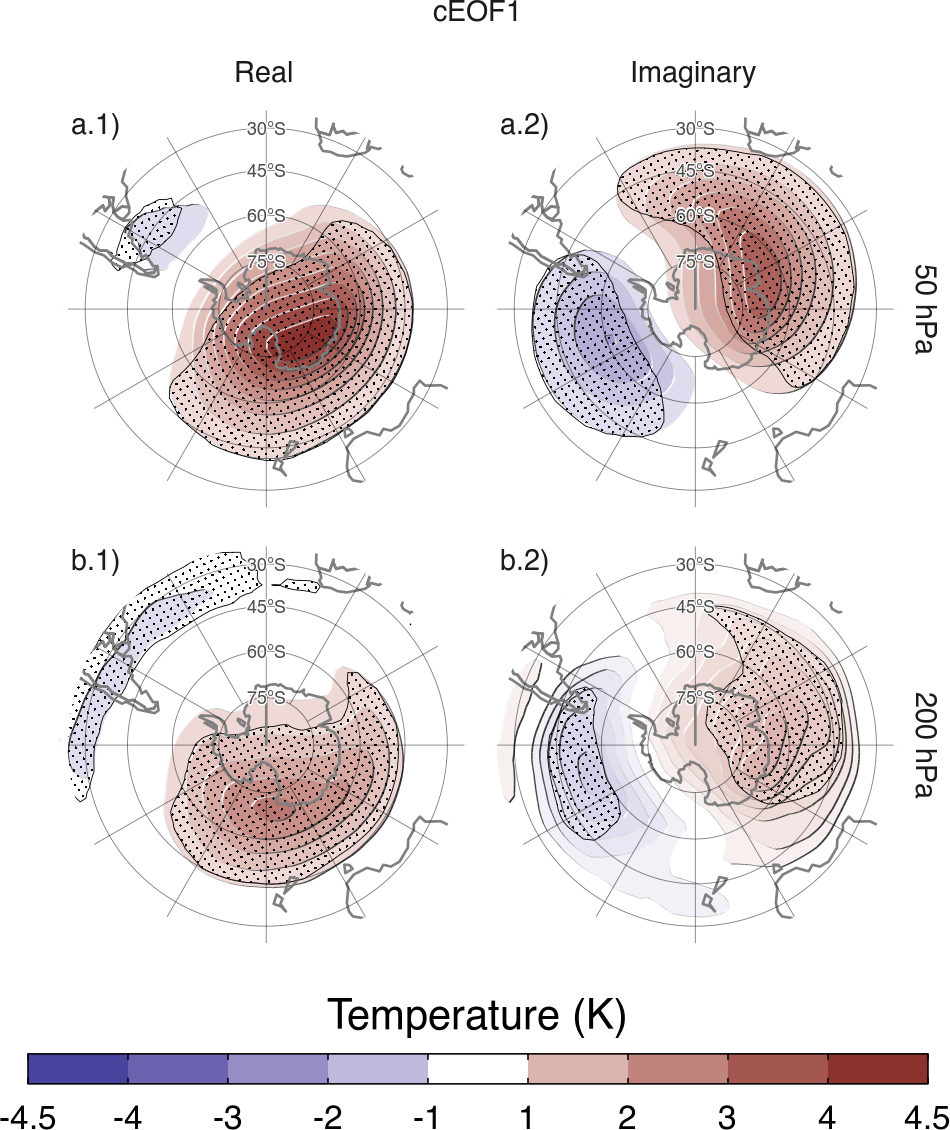 cEOF1
Real Imaginary
a.1) a.2)
30°S 30°S
45°S 45°S
60°S 60°S
75°S 75°S
50 hPa
b.1) b.2)
30°S 30°S
45°S 45°S
60°S 60°S
75°S 75°S
200 hPa
Temperature (K)
-4.5 -4 -3 -2 -1 1 2 3 4 4.5